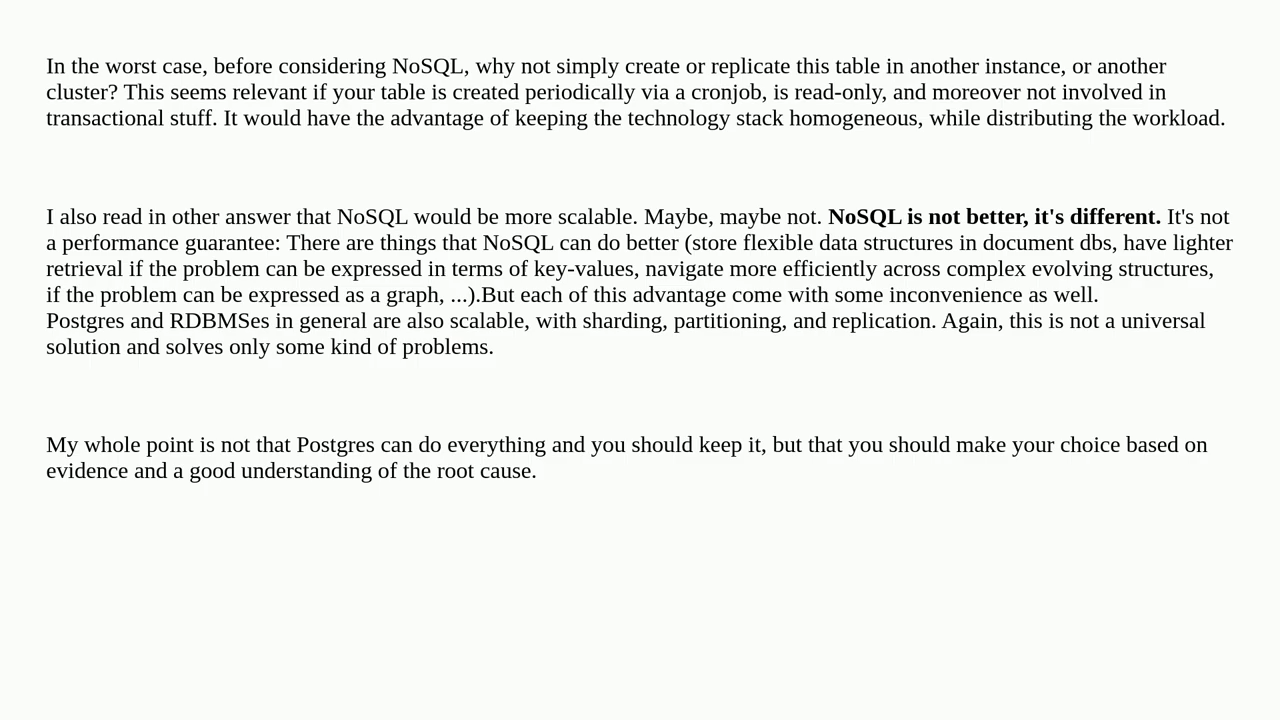 In the worst case, before considering NoSQL, why not simply create or replicate this table in another instance, or another
cluster? This seems relevant if your table is created periodically via a cronjob, is read-only, and moreover not involved in
transactional stuff. It would have the advantage of keeping the technology stack homogeneous, while distributing the workload.
I also read in other answer that NoSQL would be more scalable. Maybe, maybe not. NoSQL is not better, it's different. It's not
a performance guarantee: There are things that NoSQL can do better (store flexible data structures in document dbs, have lighter
retrieval if the problem can be expressed in terms of key-values, navigate more efficiently across complex evolving structures,
if the problem can be expressed as a graph, ...).But each of this advantage come with some inconvenience as well.
Postgres and RDBMSes in general are also scalable, with sharding, partitioning, and replication. Again, this is not a universal
solution and solves only some kind of problems.
My whole point is not that Postgres can do everything and you should keep it, but that you should make your choice based on
evidence and a good understanding of the root cause.